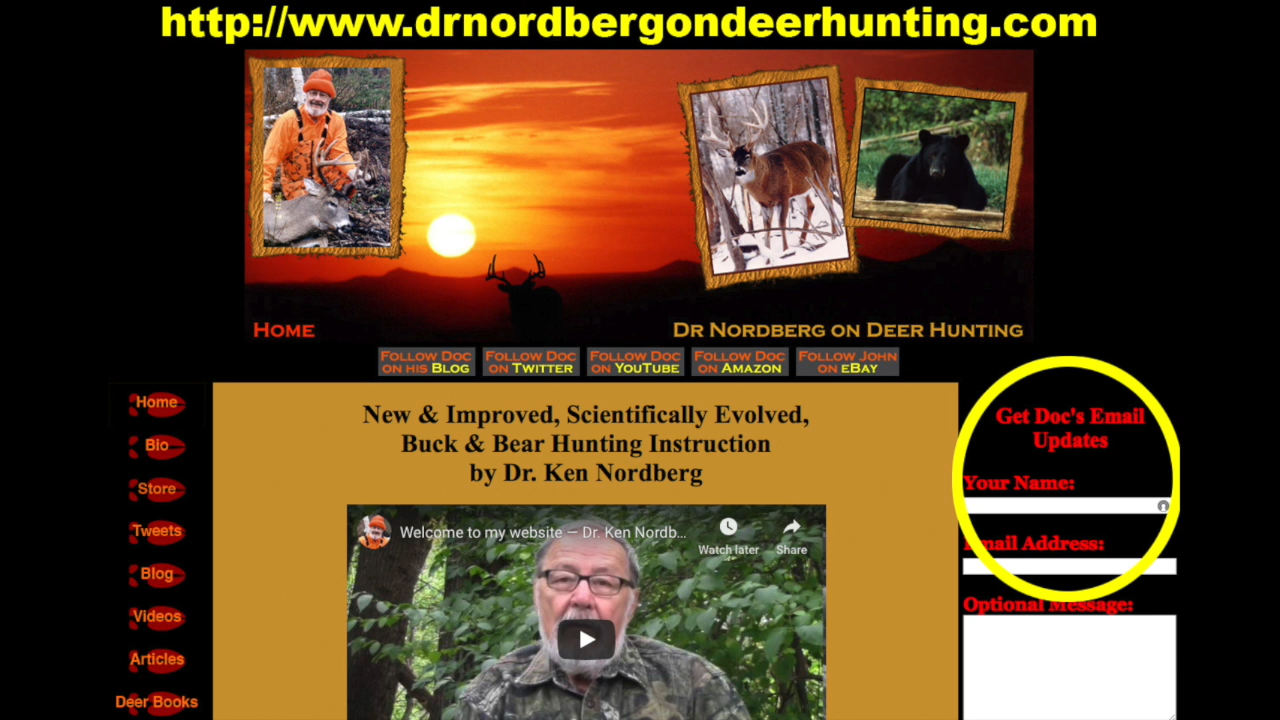 http://www.drnordbergondeerhunting.com
Home
Dr Nordberg on Deer Hunting
Follow Doc
on his Blog
Follow Doc
on Twitter
Follow Doc
on YouTube
Follow Doc
on Amazon
Follow John
on eBay
Home
Bio
Store
Tweets
Blog
Videos
Articles
Deer Books
New & Improved, Scientifically Evolved,
Buck & Bear Hunting Instruction
by Dr. Ken Nordberg
Welcome to my website — Dr. Ken Nordb...
Watch later
Share
Get Doc's Email
Updates
Your Name:
Email Address:
Optional Message: